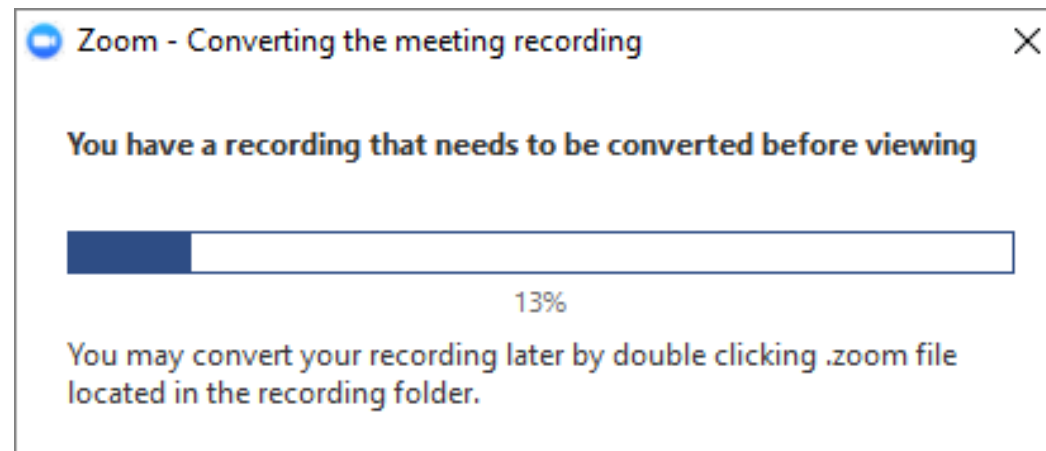 Zoom - Converting the meeting recording
You have a recording that needs to be converted before viewing
13%
You may convert your recording later by double clicking .zoom file
located in the recording folder.